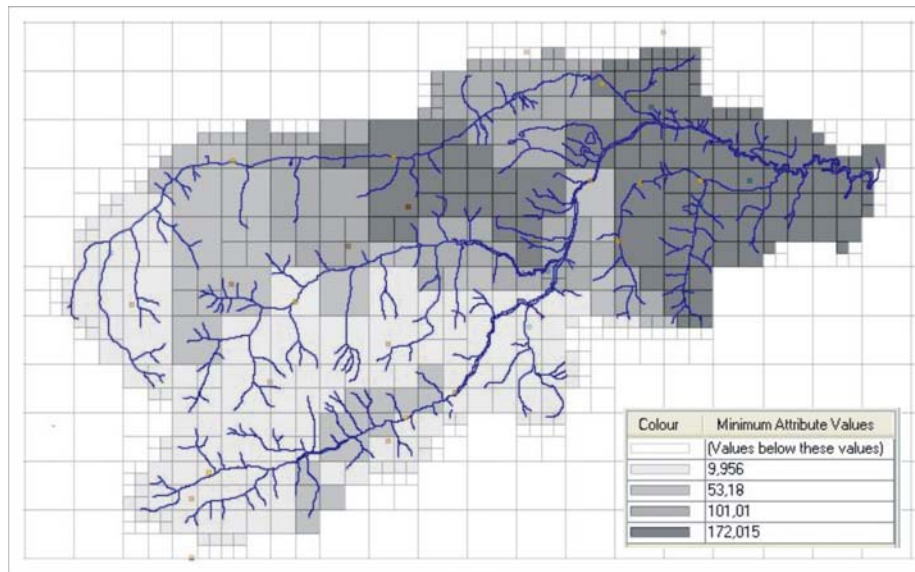 Colour Minimum Attribute Values
(Values below these values)
9,956
53,18
101,01
172,015